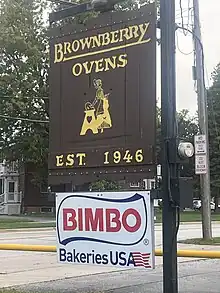 BROWNBERRY
OVENS
EST. 1946
BIMBO
®
Bakeries USA